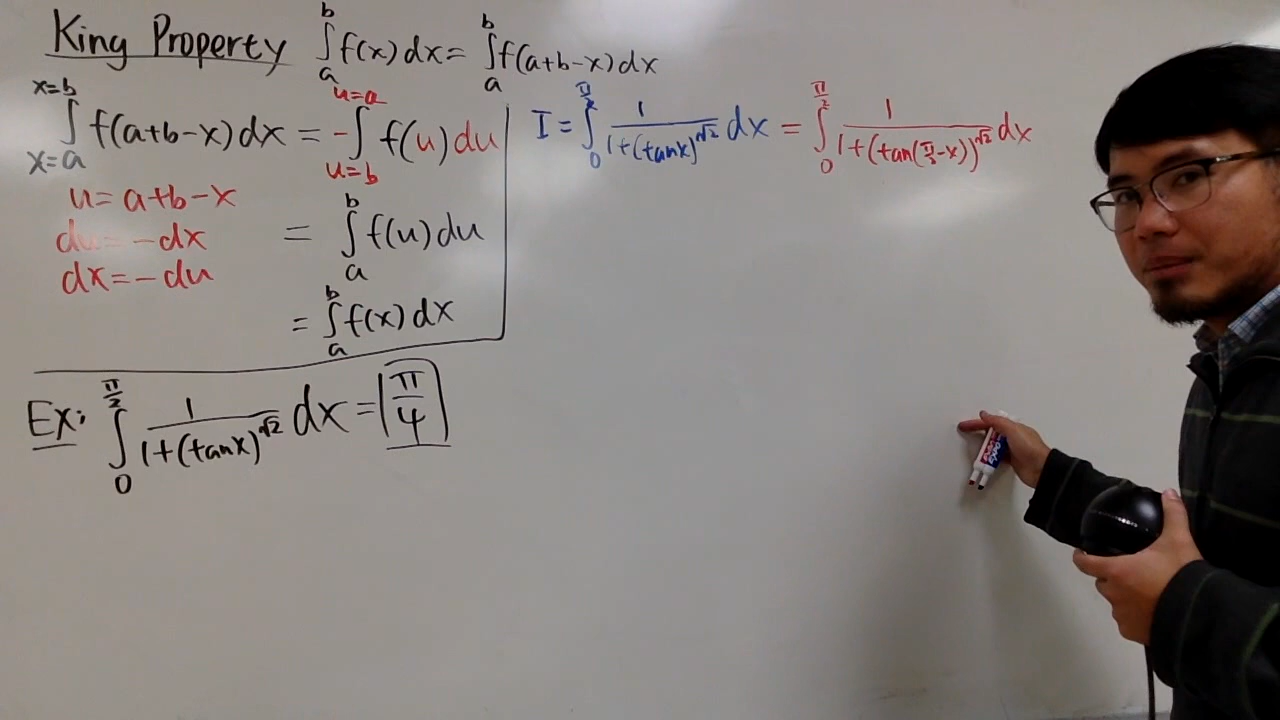 King Property ∫_a^b f(x) dx = ∫_a^b f(a+b-x) dx
∫_{x=a}^{x=b} f(a+b-x) dx = -∫_{u=b}^{u=a} f(u) du
u = a+b-x
du = -dx
dx = -du
= ∫_a^b f(u) du
= ∫_a^b f(x) dx
I = ∫_0^{π/2} 1/(1+(tanx)^{√2}) dx = ∫_0^{π/2} 1/(1+(tan(π/2-x))^{√2}) dx
Ex: ∫_0^{π/2} 1/(1+(tanx)^{√2}) dx = π/4